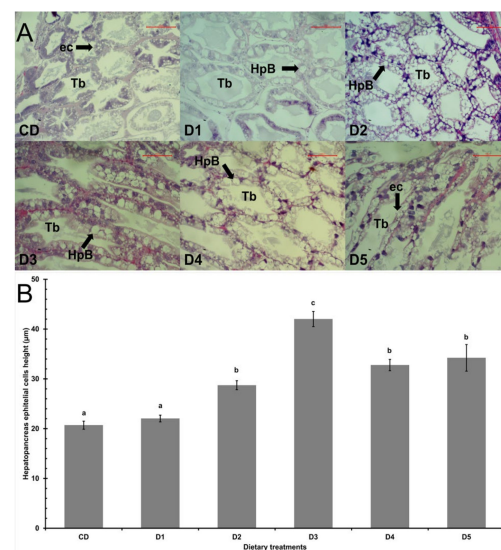 A
ec
Tb
CD
HpB
Tb
D1
HpB
Tb
D2
Tb
HpB
D3
HpB
Tb
D4
ec
Tb
D5
B
Hepatopancreas ephitelial cells height (μm)
50
40
30
20
10
0
a
a
b
c
b
b
CD
D1
D2
D3
D4
D5
Dietary treatments